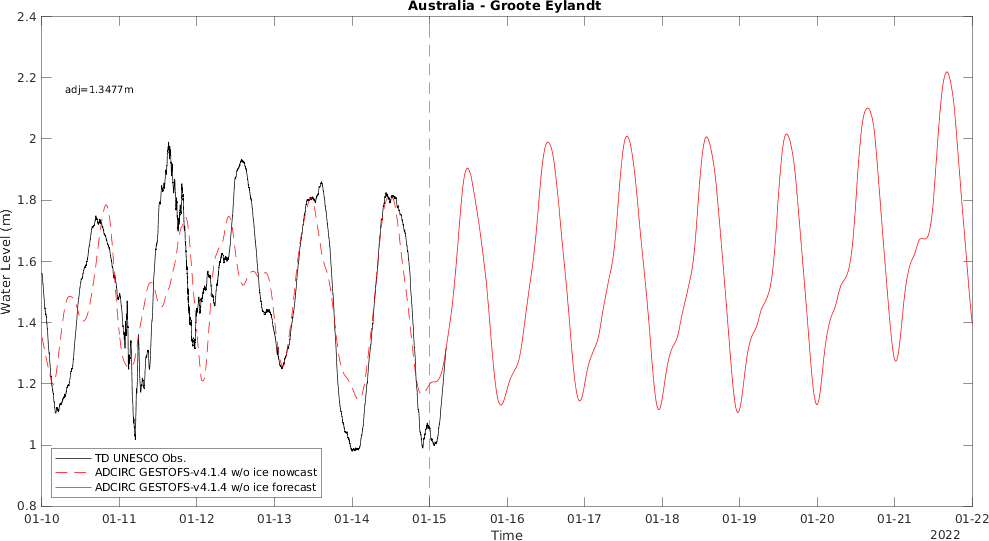 Australia - Groote Eylandt
2.4
2.2
2
1.8
1.6
1.4
1.2
1
0.8
Water Level (m)
adj=1.3477m
TD UNESCO Obs.
ADCIRC GESTOFS-v4.1.4 w/o ice nowcast
ADCIRC GESTOFS-v4.1.4 w/o ice forecast
01-10 01-11 01-12 01-13 01-14 01-15 01-16 01-17 01-18 01-19 01-20 01-21 01-22
Time
2022